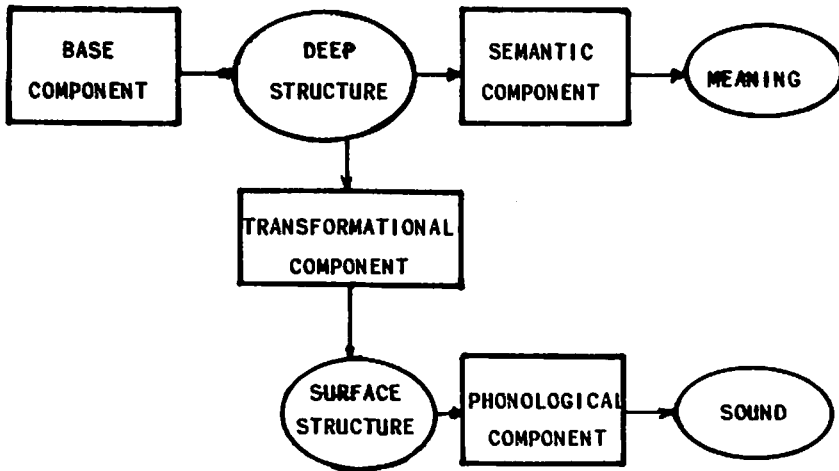 BASE
COMPONENT
DEEP
STRUCTURE
SEMANTIC
COMPONENT
MEANING
TRANSFORMATIONAL
COMPONENT
SURFACE
STRUCTURE
PHONOLOGICAL
COMPONENT
SOUND